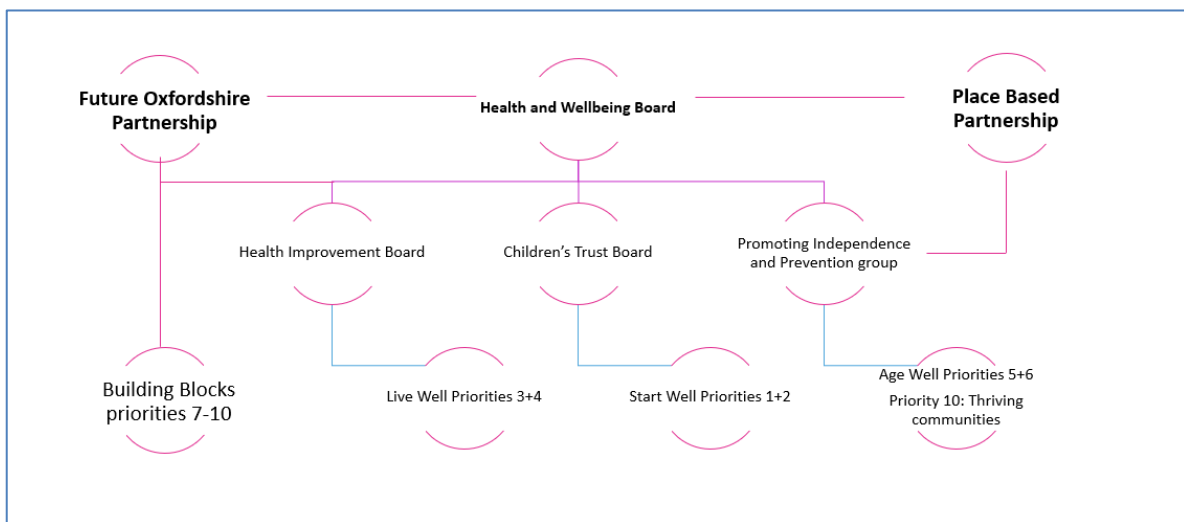 Future Oxfordshire
Partnership
Health and Wellbeing Board
Place Based
Partnership
Health Improvement Board
Children’s Trust Board
Promoting Independence
and Prevention group
Building Blocks
priorities 7-10
Live Well Priorities 3+4
Start Well Priorities 1+2
Age Well Priorities 5+6
Priority 10: Thriving
communities